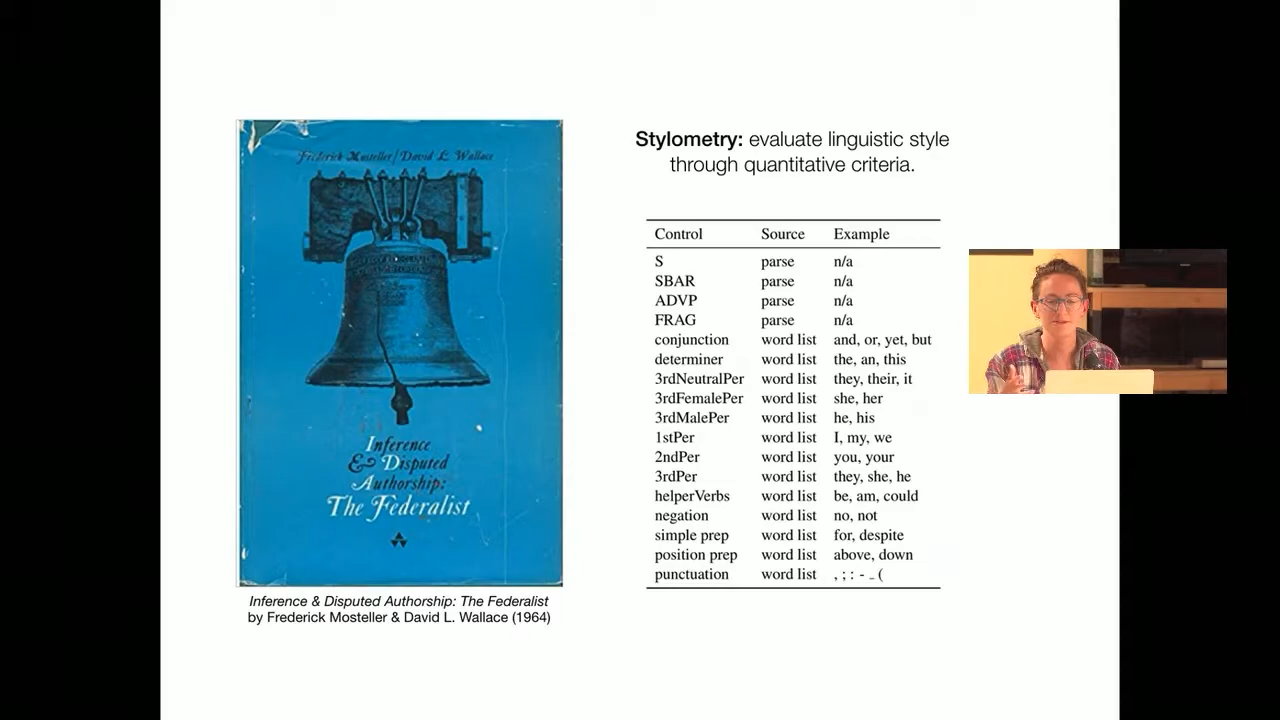 Frederick Mosteller / David L. Wallace
Inference
& Disputed
Authorship:
The Federalist
Inference & Disputed Authorship: The Federalist
by Frederick Mosteller & David L. Wallace (1964)
Stylometry: evaluate linguistic style
through quantitative criteria.
Control Source Example
S parse n/a
SBAR parse n/a
ADVP parse n/a
FRAG parse n/a
conjunction word list and, or, yet, but
determiner word list the, an, this
3rdNeutralPer word list they, their, it
3rdFemalePer word list she, her
3rdMalePer word list he, his
1stPer word list I, my, we
2ndPer word list you, your
3rdPer word list they, she, he
helperVerbs word list be, am, could
negation word list no, not
simple prep word list for, despite
position prep word list above, down
punctuation word list , ; : - _ (